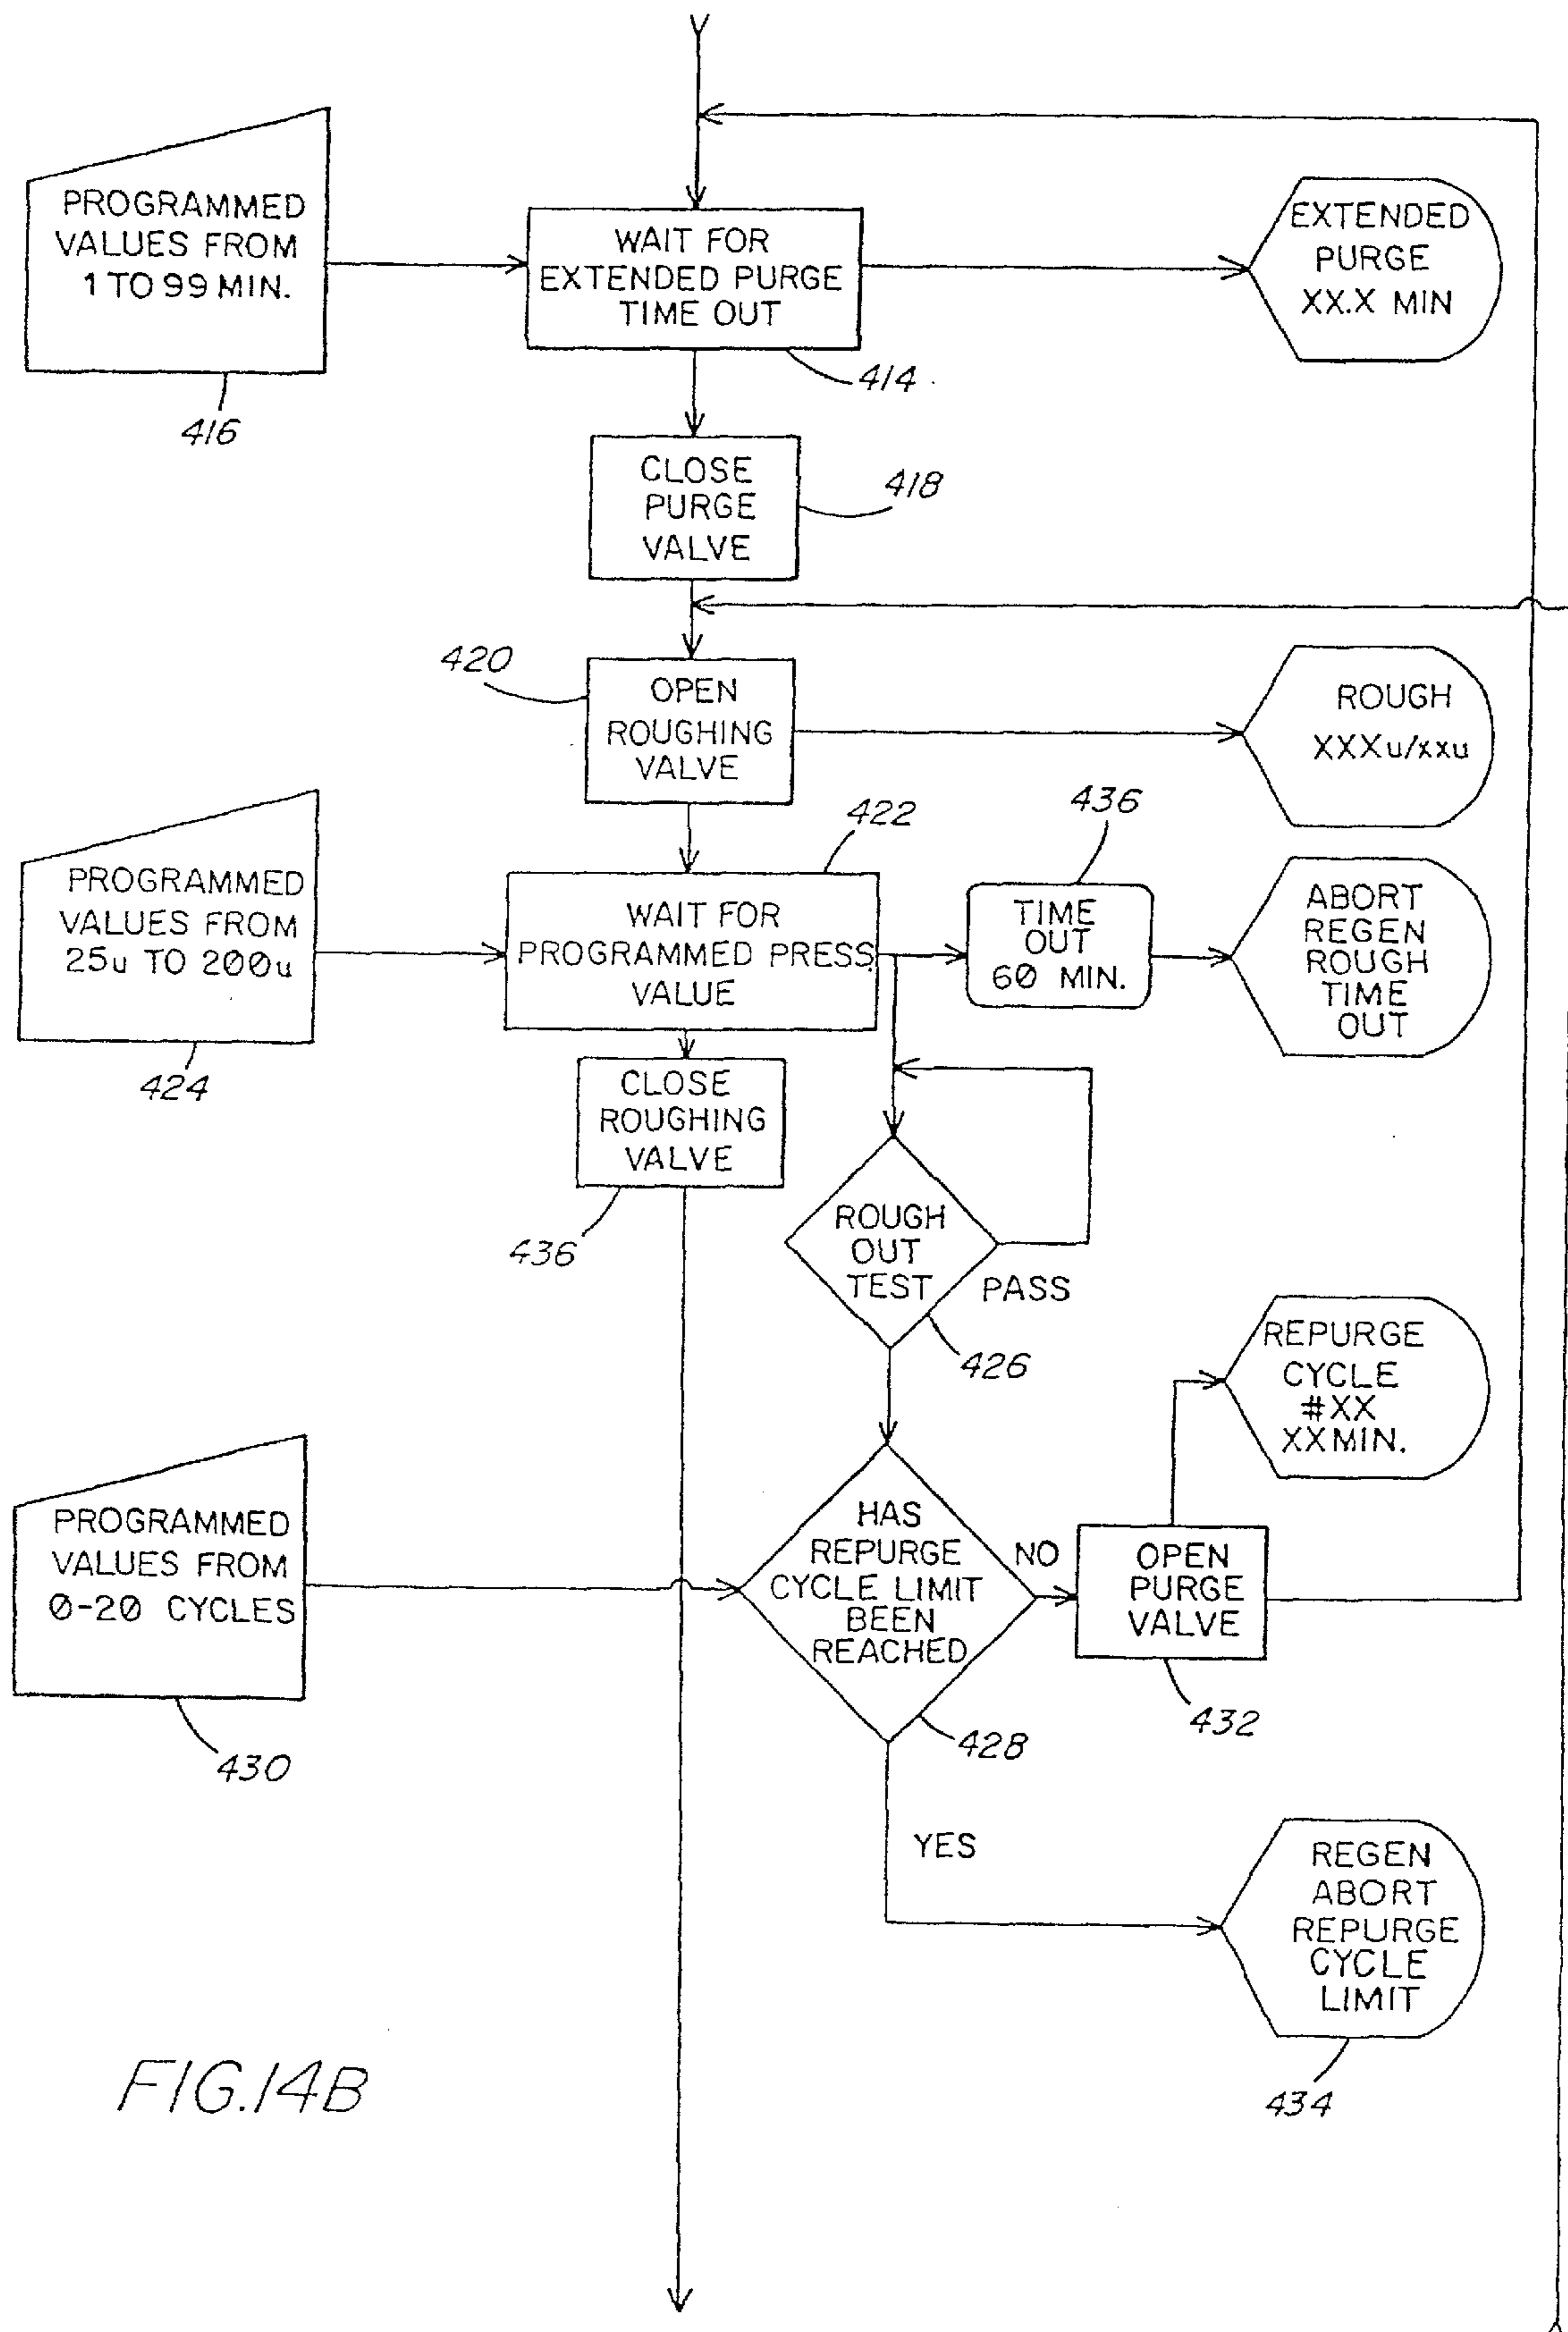 PROGRAMMED
VALUES FROM
1 TO 99 MIN.
416
WAIT FOR
EXTENDED PURGE
TIME OUT
414
EXTENDED
PURGE
XX.X MIN
CLOSE
PURGE
VALVE
418
420
OPEN
ROUGHING
VALVE
ROUGH
XXXu/xxu
PROGRAMMED
VALUES FROM
25u TO 200u
424
422
WAIT FOR
PROGRAMMED PRESS.
VALUE
436
TIME
OUT
60 MIN.
ABORT
REGEN
ROUGH
TIME
OUT
CLOSE
ROUGHING
VALVE
436
ROUGH
OUT
TEST
PASS
426
REPURGE
CYCLE
#XX
XXMIN.
PROGRAMMED
VALUES FROM
0-20 CYCLES
430
HAS
REPURGE
CYCLE LIMIT
BEEN
REACHED
428
NO
OPEN
PURGE
VALVE
432
YES
REGEN
ABORT
REPURGE
CYCLE
LIMIT
434
FIG.14B